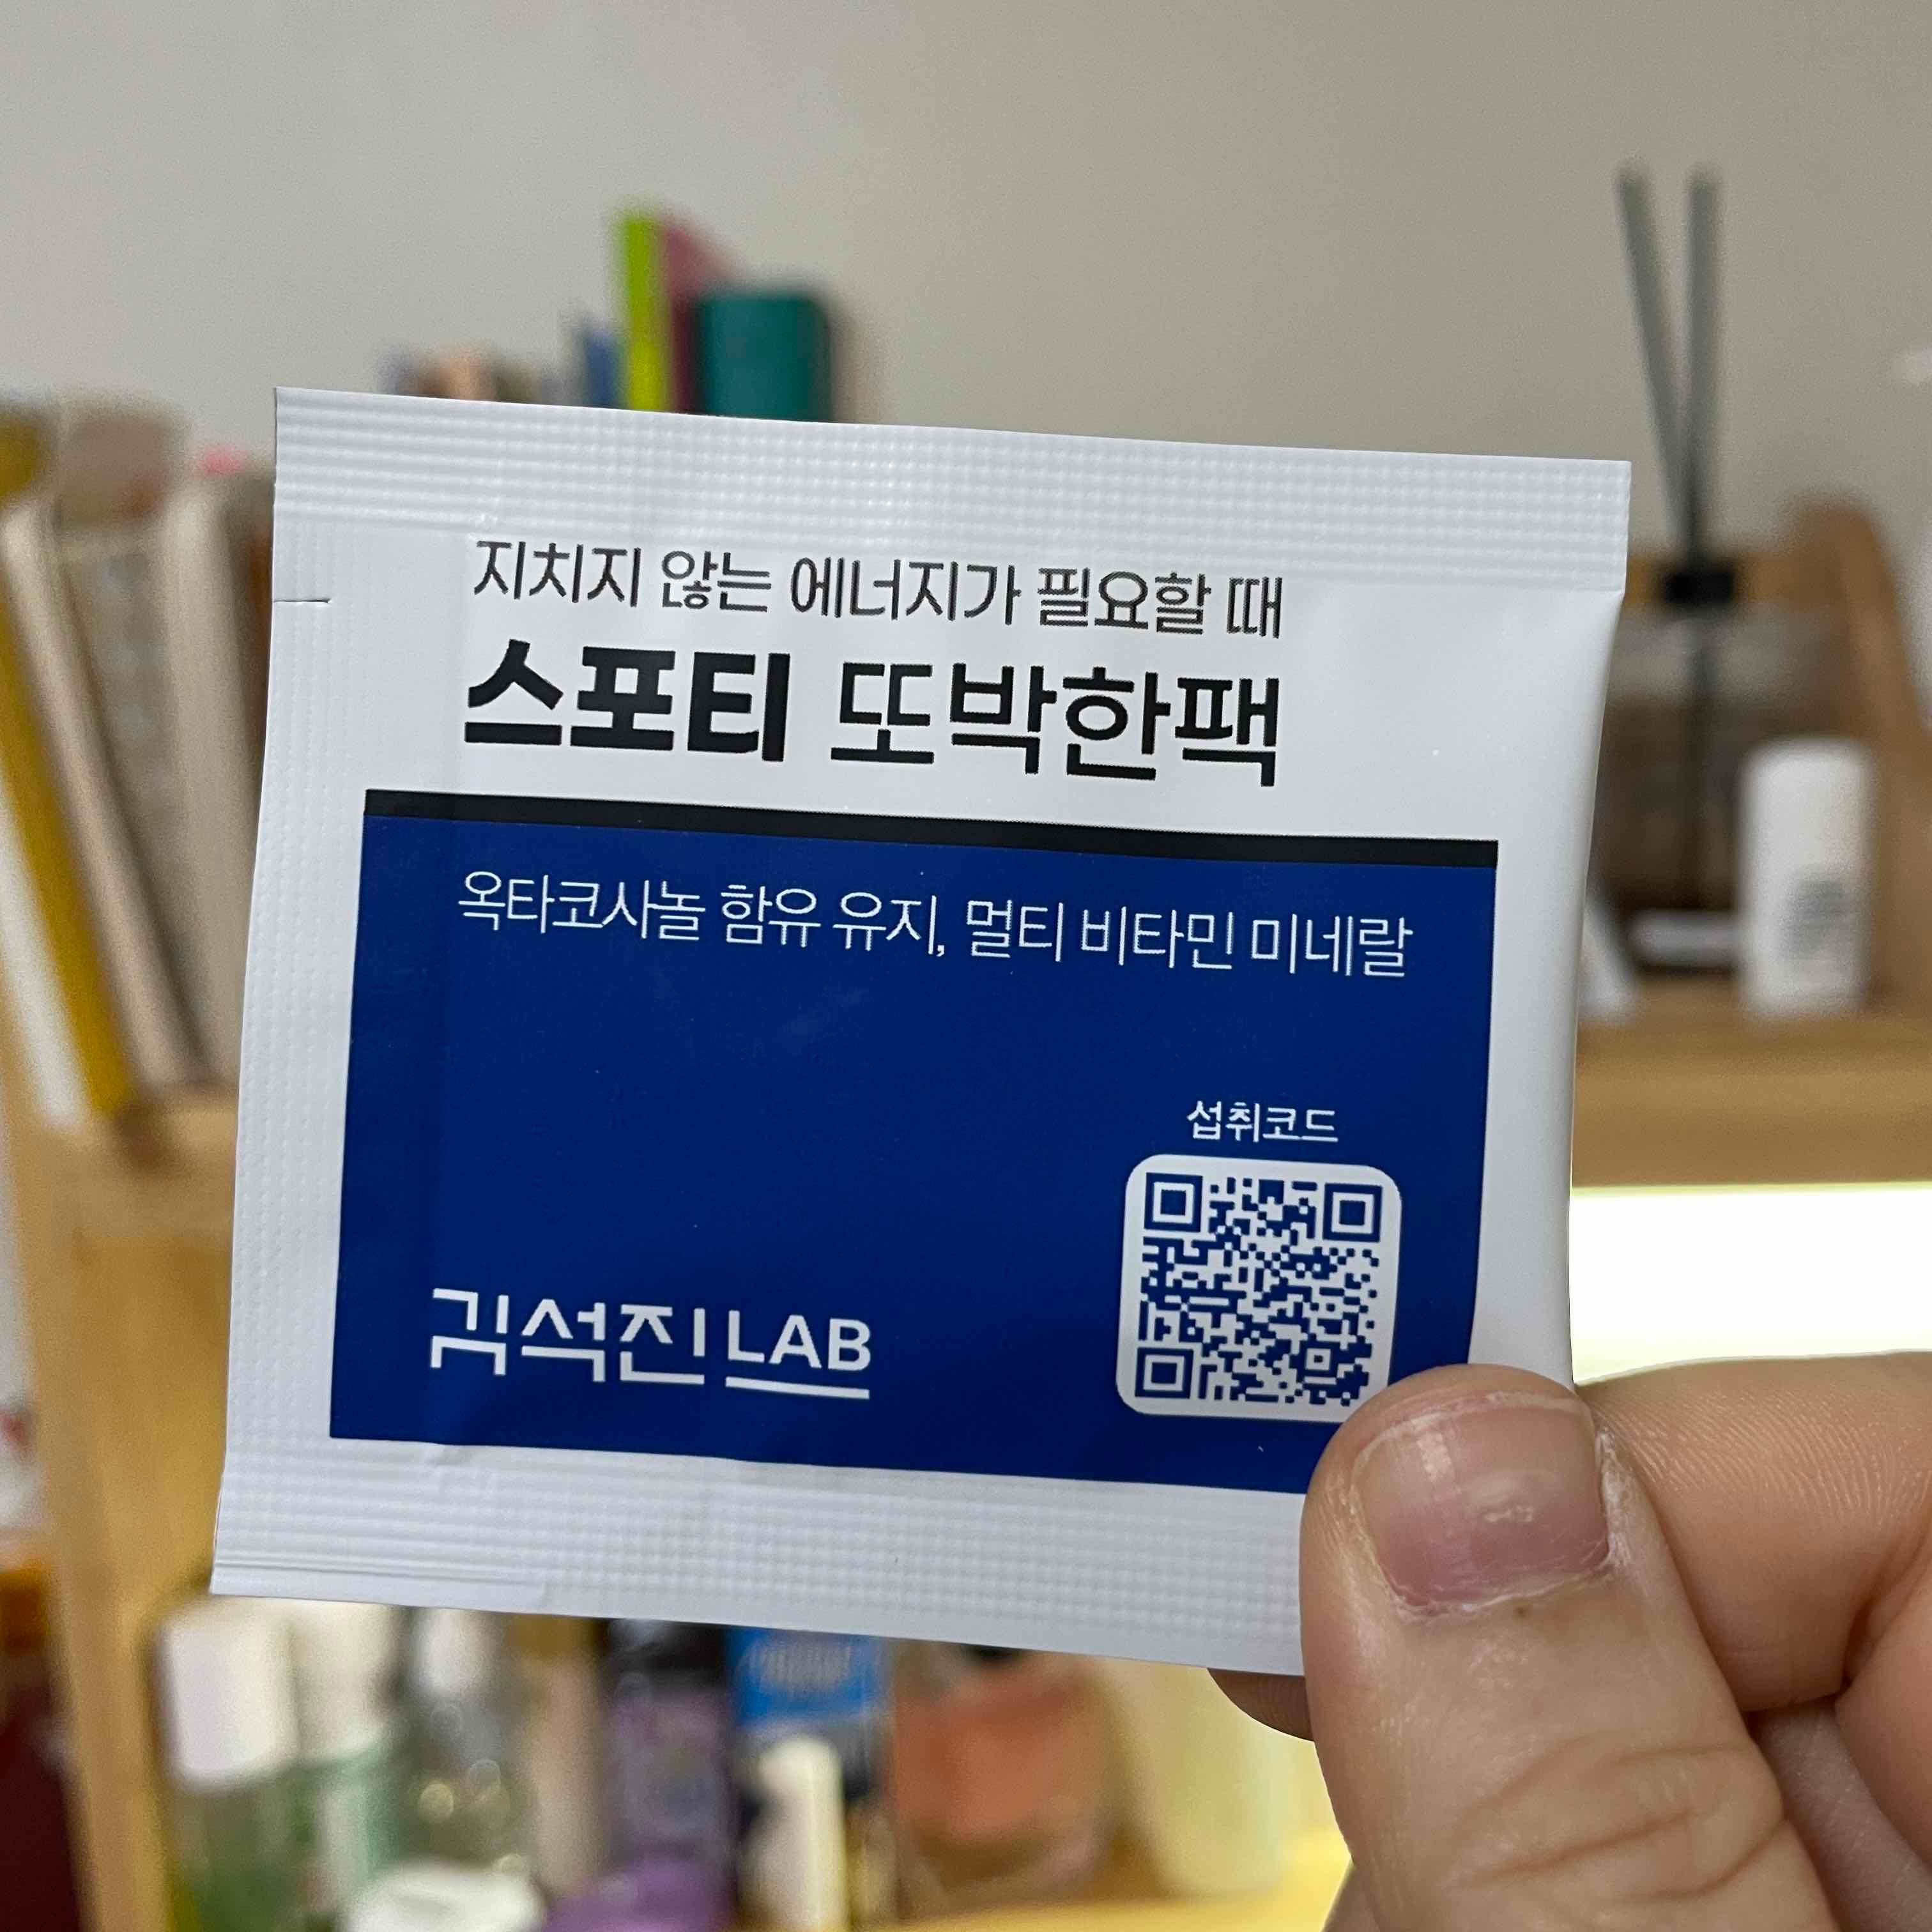 지치지 않는 에너지가 필요할 때
스포티 또박한팩
옥타코사놀 함유 유지, 멀티 비타민 미네랄
섭취코드
김석진LAB